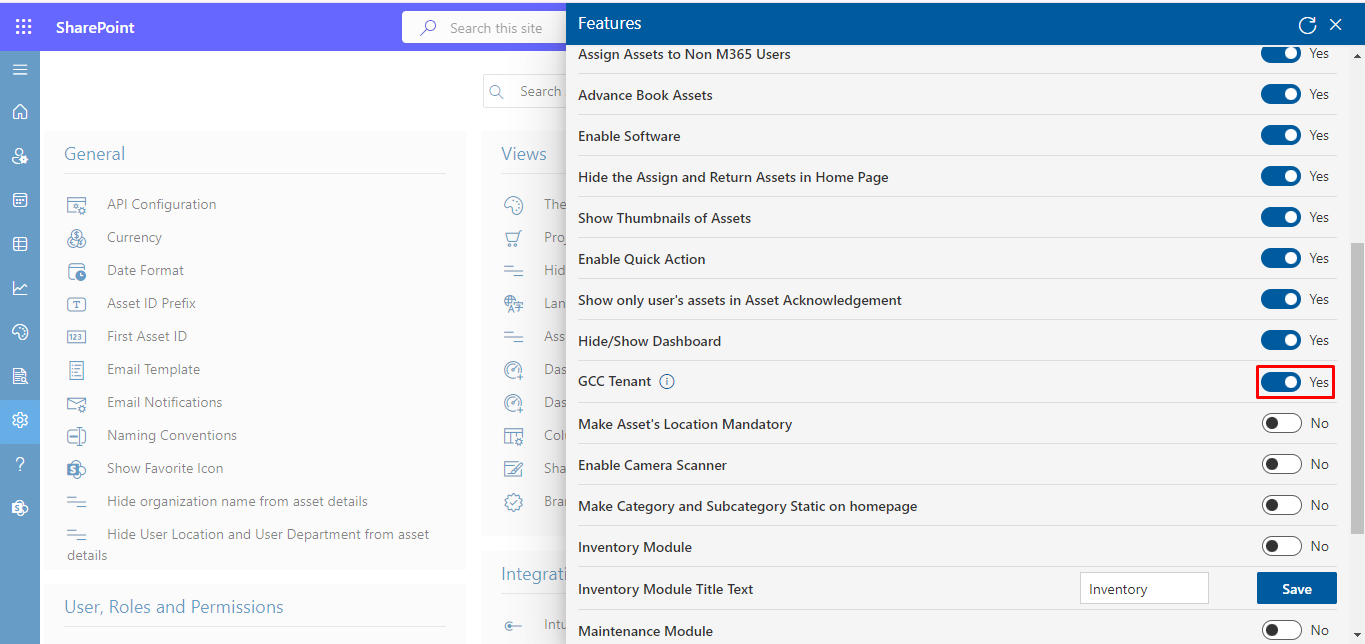 SharePoint
Search this site
Features
Search
General
API Configuration
Currency
Date Format
Asset ID Prefix
123
First Asset ID
Email Template
Email Notifications
Naming Conventions
Show Favorite Icon
Hide organization name from asset details
Hide User Location and User Department from asset
details
User, Roles and Permissions
Views
The
Proj
Hid
Lan
Ass
Das
Das
Colu
Sha
Bran
Integrati
Intu
Assign Assets to Non M365 Users Yes
Advance Book Assets Yes
Enable Software Yes
Hide the Assign and Return Assets in Home Page Yes
Show Thumbnails of Assets Yes
Enable Quick Action Yes
Show only user's assets in Asset Acknowledgement Yes
Hide/Show Dashboard Yes
GCC Tenant Yes
Make Asset's Location Mandatory No
Enable Camera Scanner No
Make Category and Subcategory Static on homepage No
Inventory Module No
Inventory Module Title Text Inventory Save
Maintenance Module No